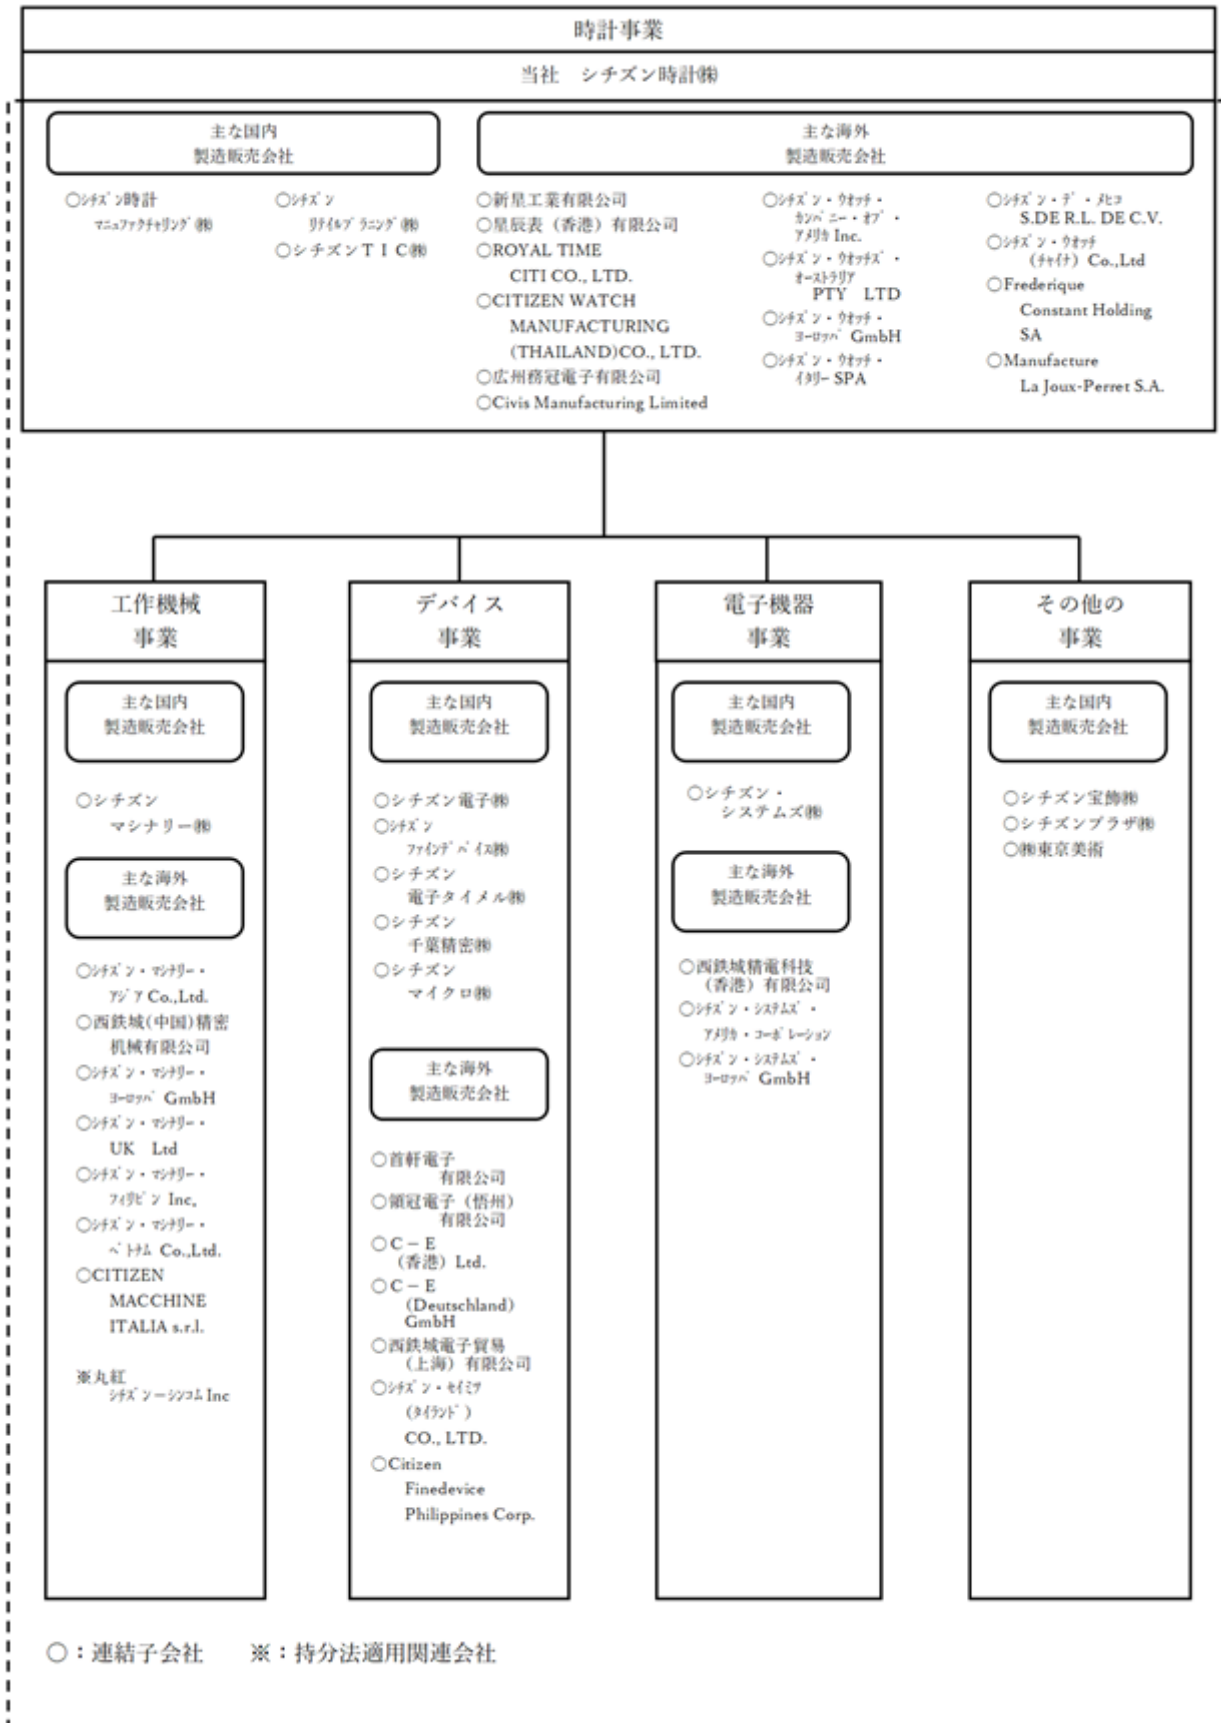 時計事業
当社　シチズン時計㈱
主な国内
製造販売会社
○ｼﾁｽﾞﾝ時計
ﾏﾆｭﾌｧｸﾁｬﾘﾝｸﾞ㈱
○ｼﾁｽﾞﾝ
ﾘﾃｲﾙﾌﾟﾗﾆﾝｸﾞ㈱
○シチズンＴＩＣ㈱
主な海外
製造販売会社
○新星工業有限公司
○星辰表（香港）有限公司
○ROYAL TIME
CITI CO., LTD.
○CITIZEN WATCH
MANUFACTURING
(THAILAND)CO., LTD.
○広州務冠電子有限公司
○Civis Manufacturing Limited
○ｼﾁｽﾞﾝ・ｳｵｯﾁ・
ｶﾝﾊﾟﾆｰ・ｵﾌﾞ・
ｱﾒﾘｶ Inc.
○ｼﾁｽﾞﾝ・ｳｵｯﾁｽﾞ・
ｵｰｽﾄﾗﾘｱ
PTY　LTD
○ｼﾁｽﾞﾝ・ｳｵｯﾁ・
ﾖｰﾛｯﾊﾟ GmbH
○ｼﾁｽﾞﾝ・ｳｵｯﾁ・
ｲﾀﾘｰ SPA
○ｼﾁｽﾞﾝ・ﾃﾞ・ﾒﾋｺ
S.DE R.L. DE C.V.
○ｼﾁｽﾞﾝ・ｳｵｯﾁ
(ﾁｬｲﾅ) Co.,Ltd
○Frederique
Constant Holding
SA
○Manufacture
La Joux-Perret S.A.
工作機械
事業
主な国内
製造販売会社
○シチズン
マシナリー㈱
主な海外
製造販売会社
○ｼﾁｽﾞﾝ・ﾏｼﾅﾘｰ・
ｱｼﾞｱ Co.,Ltd.
○西鉄城(中国)精密
机械有限公司
○ｼﾁｽﾞﾝ・ﾏｼﾅﾘｰ・
ﾖｰﾛｯﾊﾟ GmbH
○ｼﾁｽﾞﾝ・ﾏｼﾅﾘｰ・
UK　Ltd
○ｼﾁｽﾞﾝ・ﾏｼﾅﾘｰ・
ﾌｨﾘﾋﾟﾝ Inc.
○ｼﾁｽﾞﾝ・ﾏｼﾅﾘｰ・
ﾍﾞﾄﾅﾑ Co.,Ltd.
○CITIZEN
MACCHINE
ITALIA s.r.l.
※丸紅
ｼﾁｽﾞﾝ－ｼﾝｺﾑ Inc
デバイス
事業
主な国内
製造販売会社
○シチズン電子㈱
○ｼﾁｽﾞﾝ
ﾌｧｲﾝﾃﾞﾊﾞｲｽ㈱
○シチズン
電子タイメル㈱
○シチズン
千葉精密㈱
○シチズン
マイクロ㈱
主な海外
製造販売会社
○首軒電子
有限公司
○領冠電子（悟州）
有限公司
○Ｃ－Ｅ
（香港）Ltd.
○Ｃ－Ｅ
(Deutschland)
GmbH
○西鉄城電子貿易
（上海）有限公司
○ｼﾁｽﾞﾝ・ｾｲﾐﾂ
(ﾀｲﾗﾝﾄﾞ)
CO., LTD.
○Citizen
Finedevice
Philippines Corp.
電子機器
事業
主な国内
製造販売会社
○シチズン・
システムズ㈱
主な海外
製造販売会社
○西鉄城精電科技
（香港）有限公司
○ｼﾁｽﾞﾝ・ｼｽﾃﾑｽﾞ・
ｱﾒﾘｶ・ｺｰﾎﾟﾚｰｼｮﾝ
○ｼﾁｽﾞﾝ・ｼｽﾃﾑｽﾞ・
ﾖｰﾛｯﾊﾟ GmbH
その他の
事業
主な国内
製造販売会社
○シチズン宝飾㈱
○シチズンプラザ㈱
○㈱東京美術
○：連結子会社　　※：持分法適用関連会社